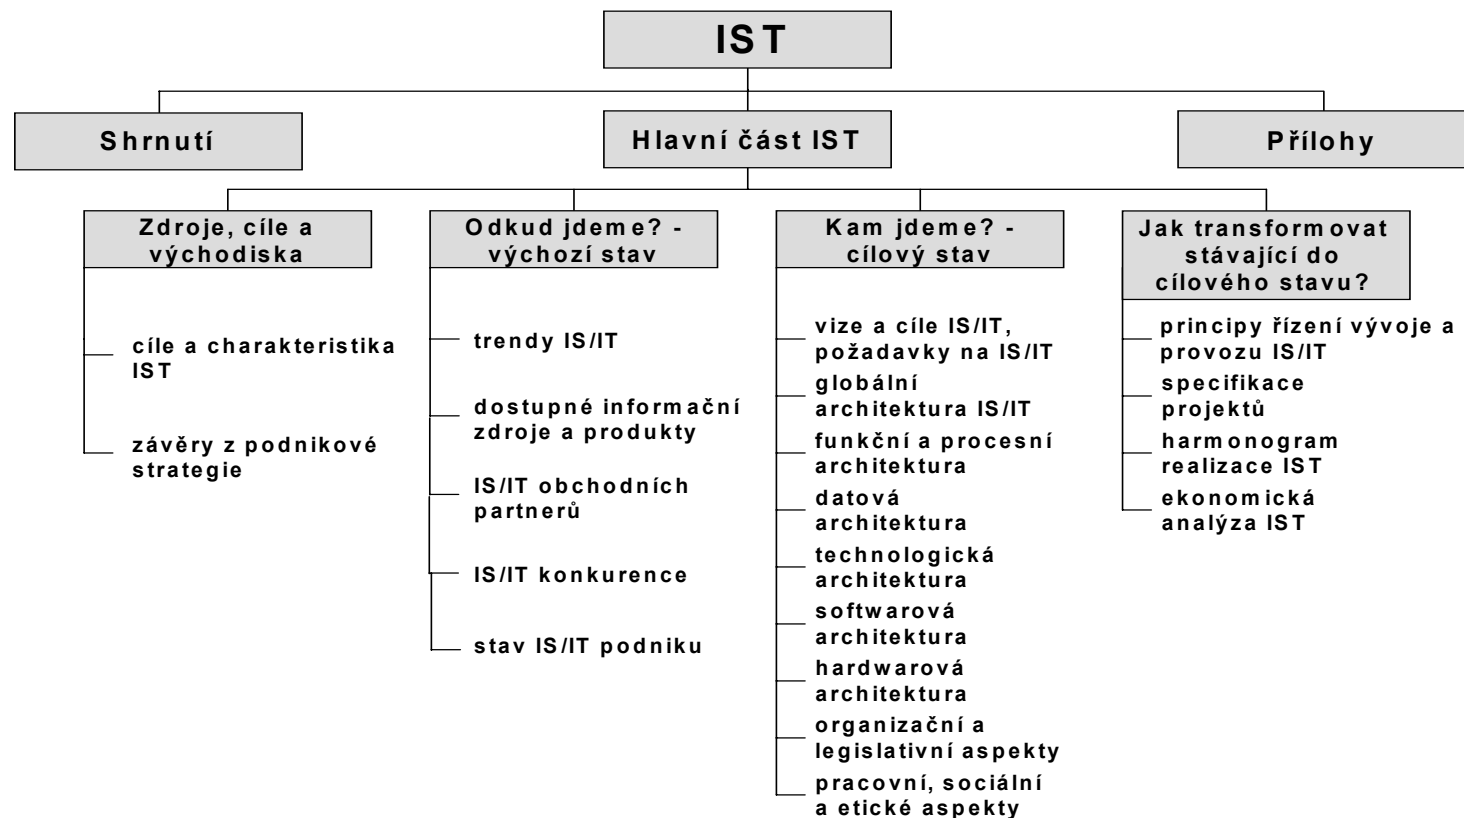 IST
Shrnutí
Hlavní část IST
Přílohy
Zdroje, cíle a
východiska
cíle a charakteristika
IST
závěry z podnikové
strategie
Odkud jdeme? -
výchozí stav
trendy IS/IT
dostupné informační
zdroje a produkty
IS/IT obchodních
partnerů
IS/IT konkurence
stav IS/IT podniku
Kam jdeme? -
cílový stav
vize a cíle IS/IT,
požadavky na IS/IT
globální
architektura IS/IT
funkční a procesní
architektura
datová
architektura
technologická
architektura
softwarová
architektura
hardwarová
architektura
organizační a
legislativní aspekty
pracovní, sociální
a etické aspekty
Jak transformovat
stávající do
cílového stavu?
principy řízení vývoje a
provozu IS/IT
specifikace
projektů
harmonogram
realizace IST
ekonomická
analýza IST